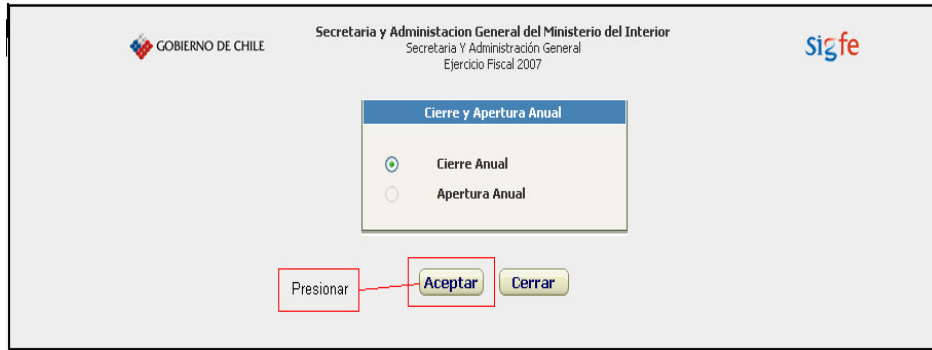 GOBIERNO DE CHILE
Secretaria y Administacion General del Ministerio del Interior
Secretaria Y Administración General
Ejercicio Fiscal 2007
sigfe
Cierre y Apertura Anual
Cierre Anual
Apertura Anual
Presionar
Aceptar
Cerrar